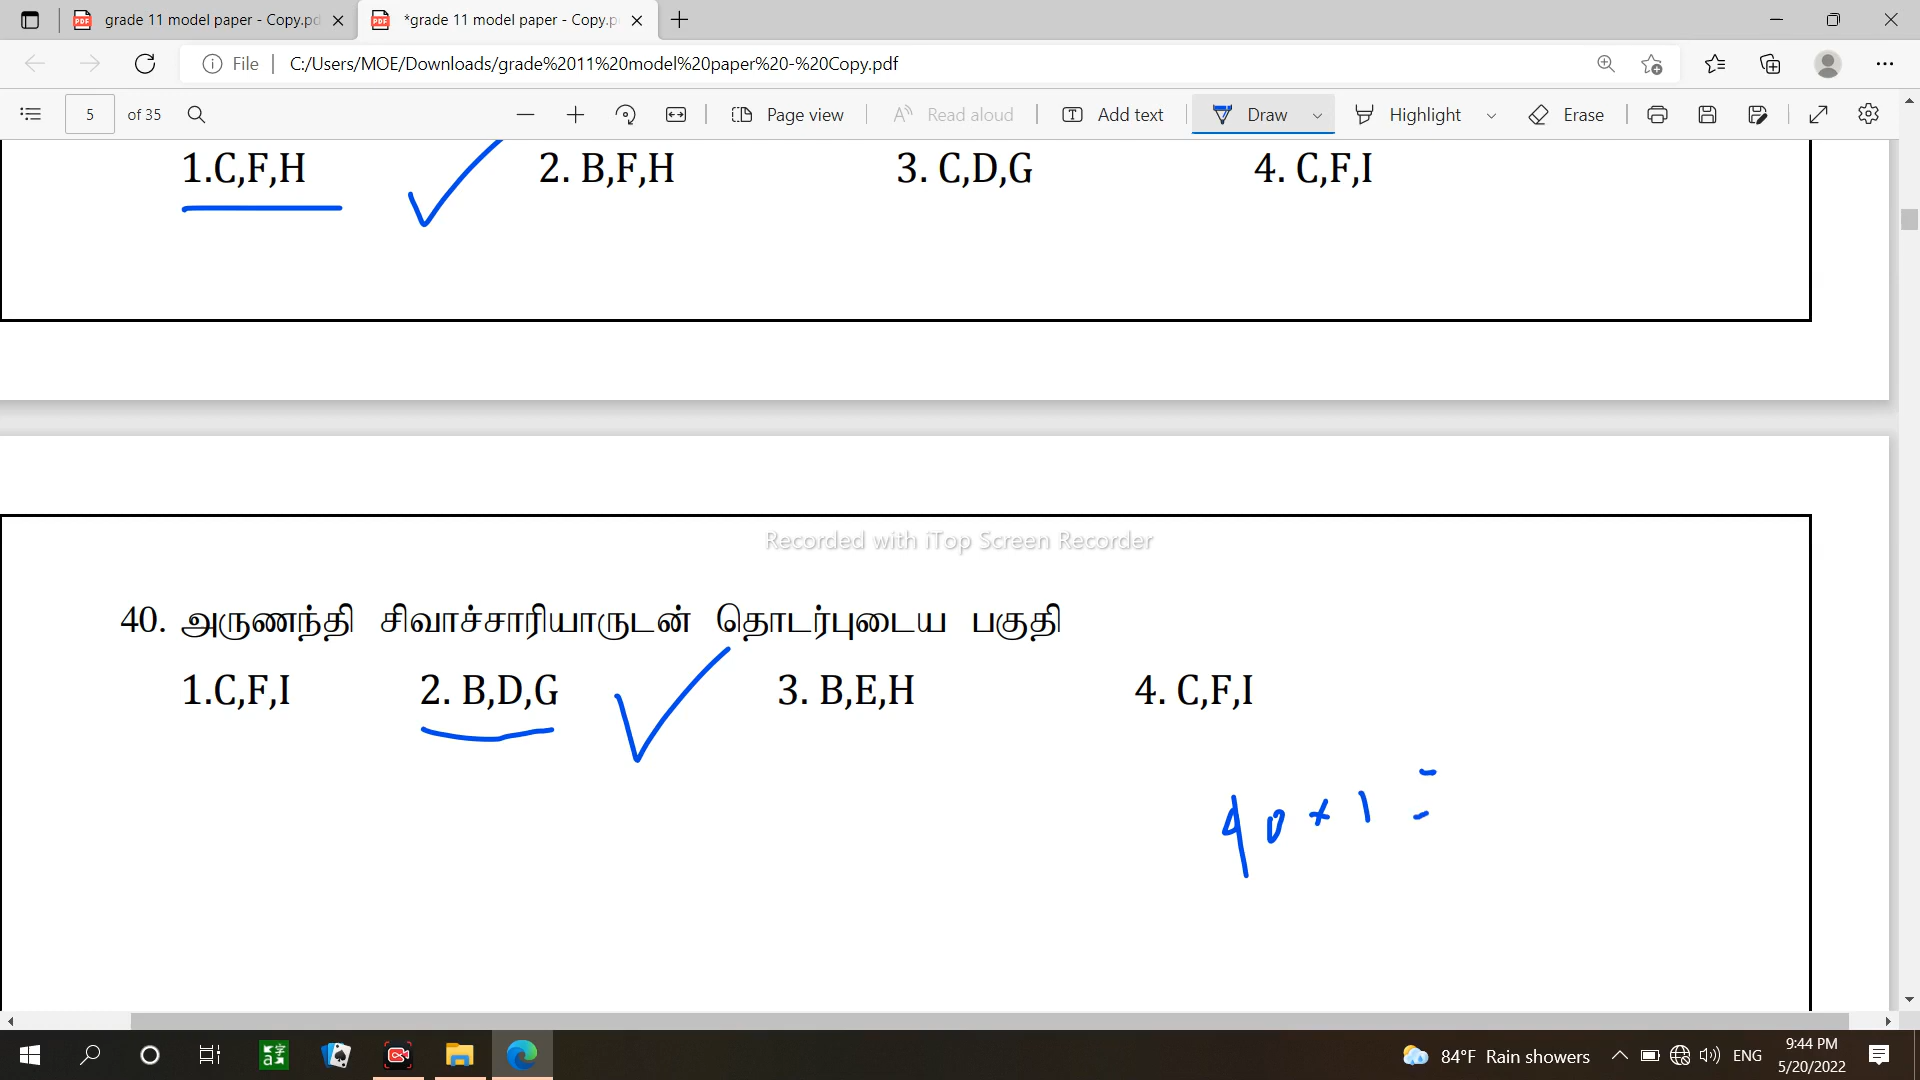 grade 11 model paper - Copy.pd
*grade 11 model paper - Copy.p
File
C:/Users/MOE/Downloads/grade%2011%20model%20paper%20-%20Copy.pdf
5 of 35
Page view
Read aloud
Add text
Draw
Highlight
Erase
1.C,F,H 2. B,F,H 3. C,D,G 4. C,F,I
Recorded with iTop Screen Recorder
40. அருணந்தி சிவாச்சாரியாருடன் தொடர்புடைய பகுதி
1.C,F,I 2. B,D,G 3. B,E,H 4. C,F,I
40 × 1 =
84°F Rain showers
ENG
9:44 PM
5/20/2022